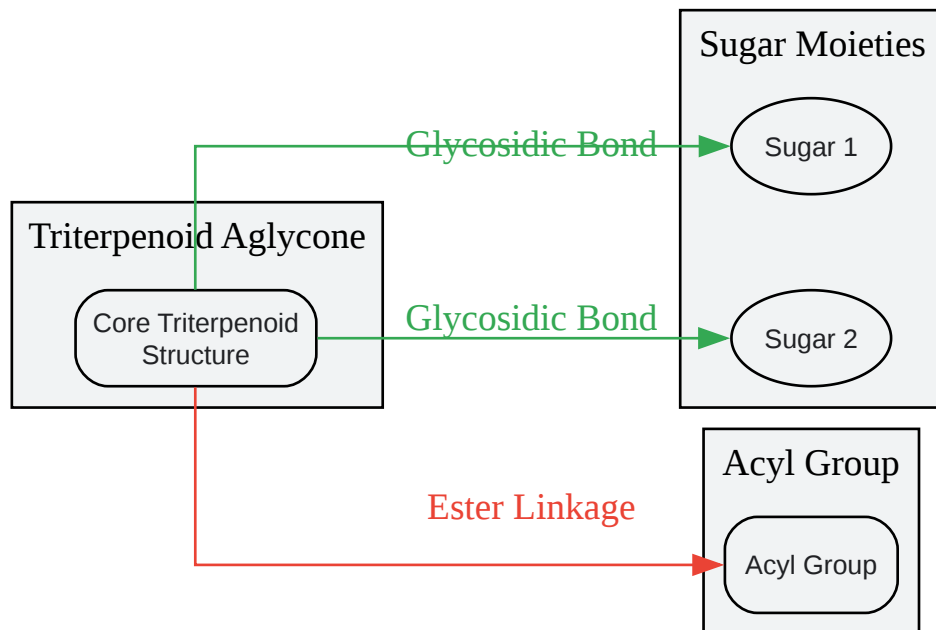 Sugar Moieties
Glycosidic Bond
Sugar 1
Triterpenoid Aglycone
Core Triterpenoid
Structure
Glycosidic Bond
Sugar 2
Acyl Group
Ester Linkage
Acyl Group